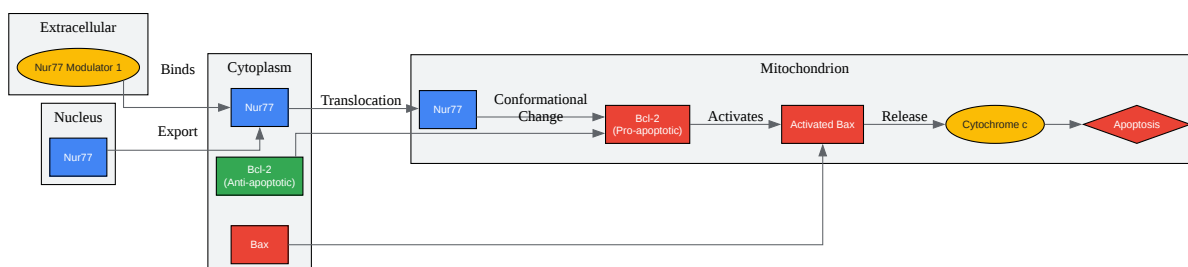 Extracellular
Nur77 Modulator 1
Binds
Nucleus
Nur77
Export
Cytoplasm
Nur77
Bcl-2
(Anti-apoptotic)
Bax
Translocation
Mitochondrion
Nur77
Conformational
Change
Bcl-2
(Pro-apoptotic)
Activates
Activated Bax
Release
Cytochrome c
Apoptosis